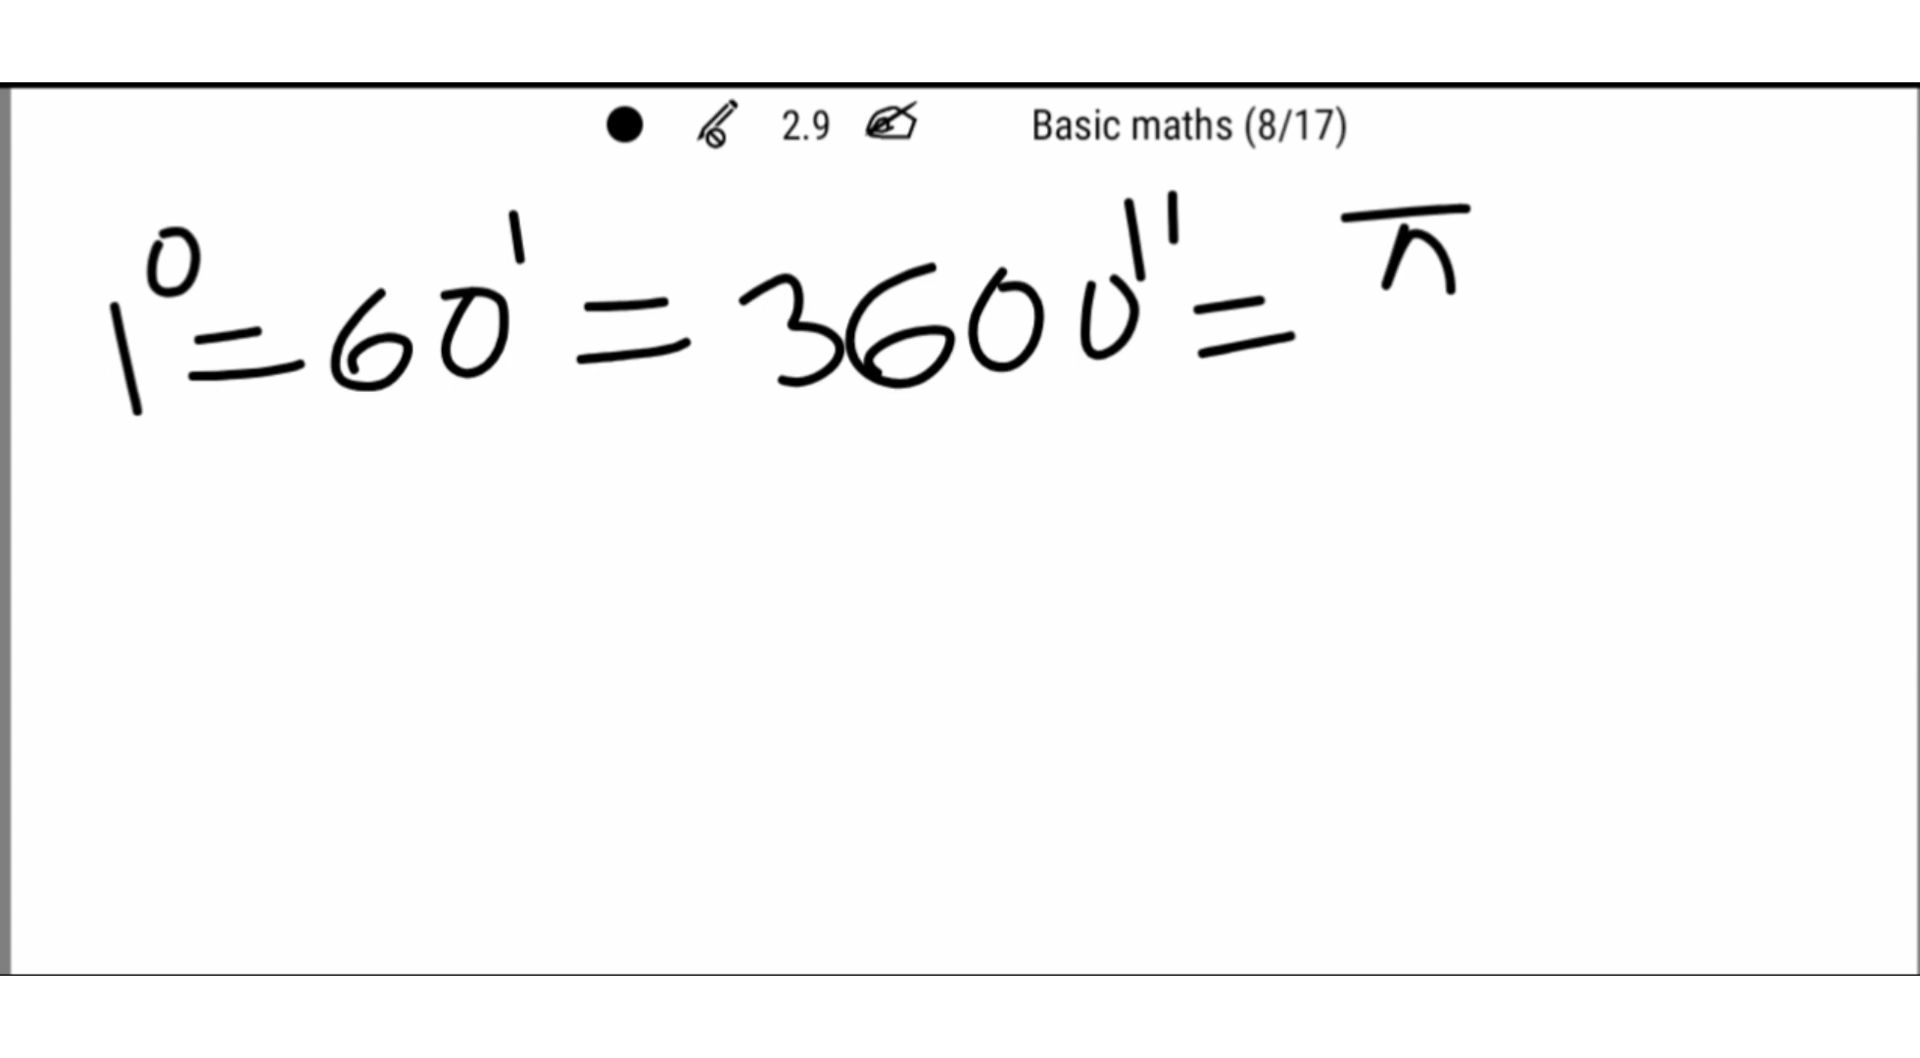 2.9 Basic maths (8/17)
1° = 60' = 3600'' = π